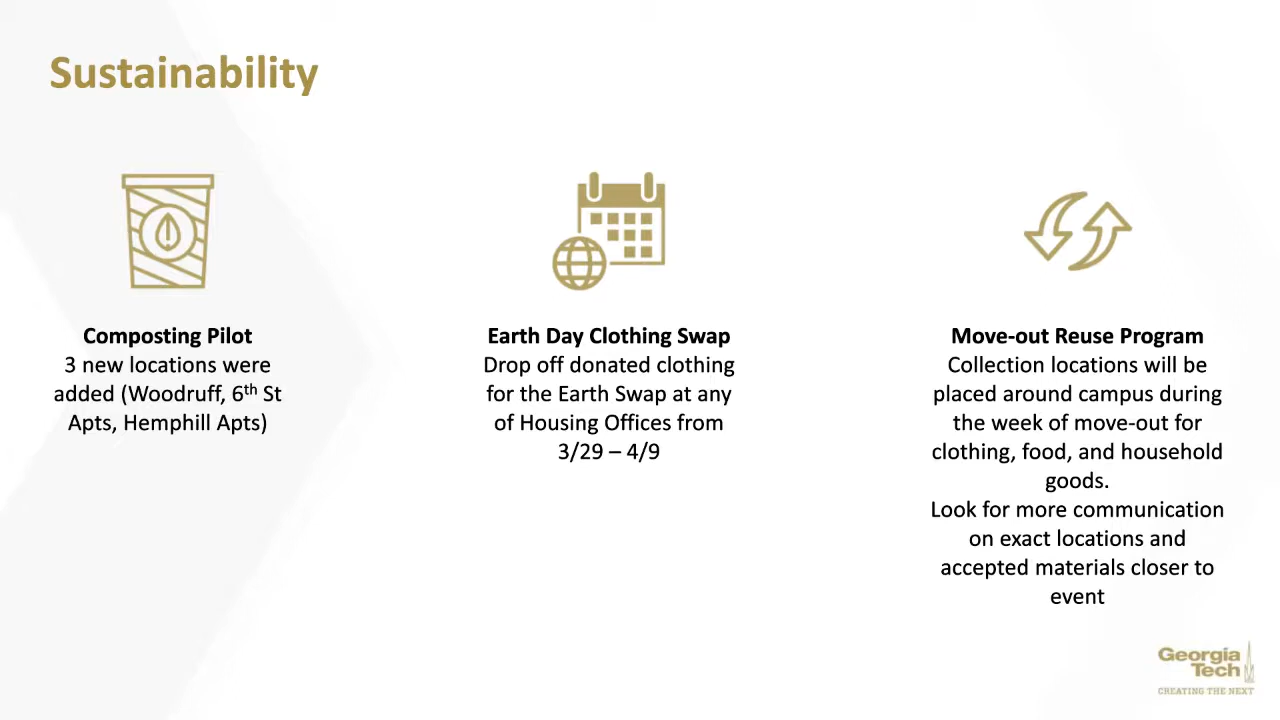 Sustainability
Composting Pilot
3 new locations were
added (Woodruff, 6th St
Apts, Hemphill Apts)
Earth Day Clothing Swap
Drop off donated clothing
for the Earth Swap at any
of Housing Offices from
3/29 – 4/9
Move-out Reuse Program
Collection locations will be
placed around campus during
the week of move-out for
clothing, food, and household
goods.
Look for more communication
on exact locations and
accepted materials closer to
event
Georgia
Tech
CREATING THE NEXT